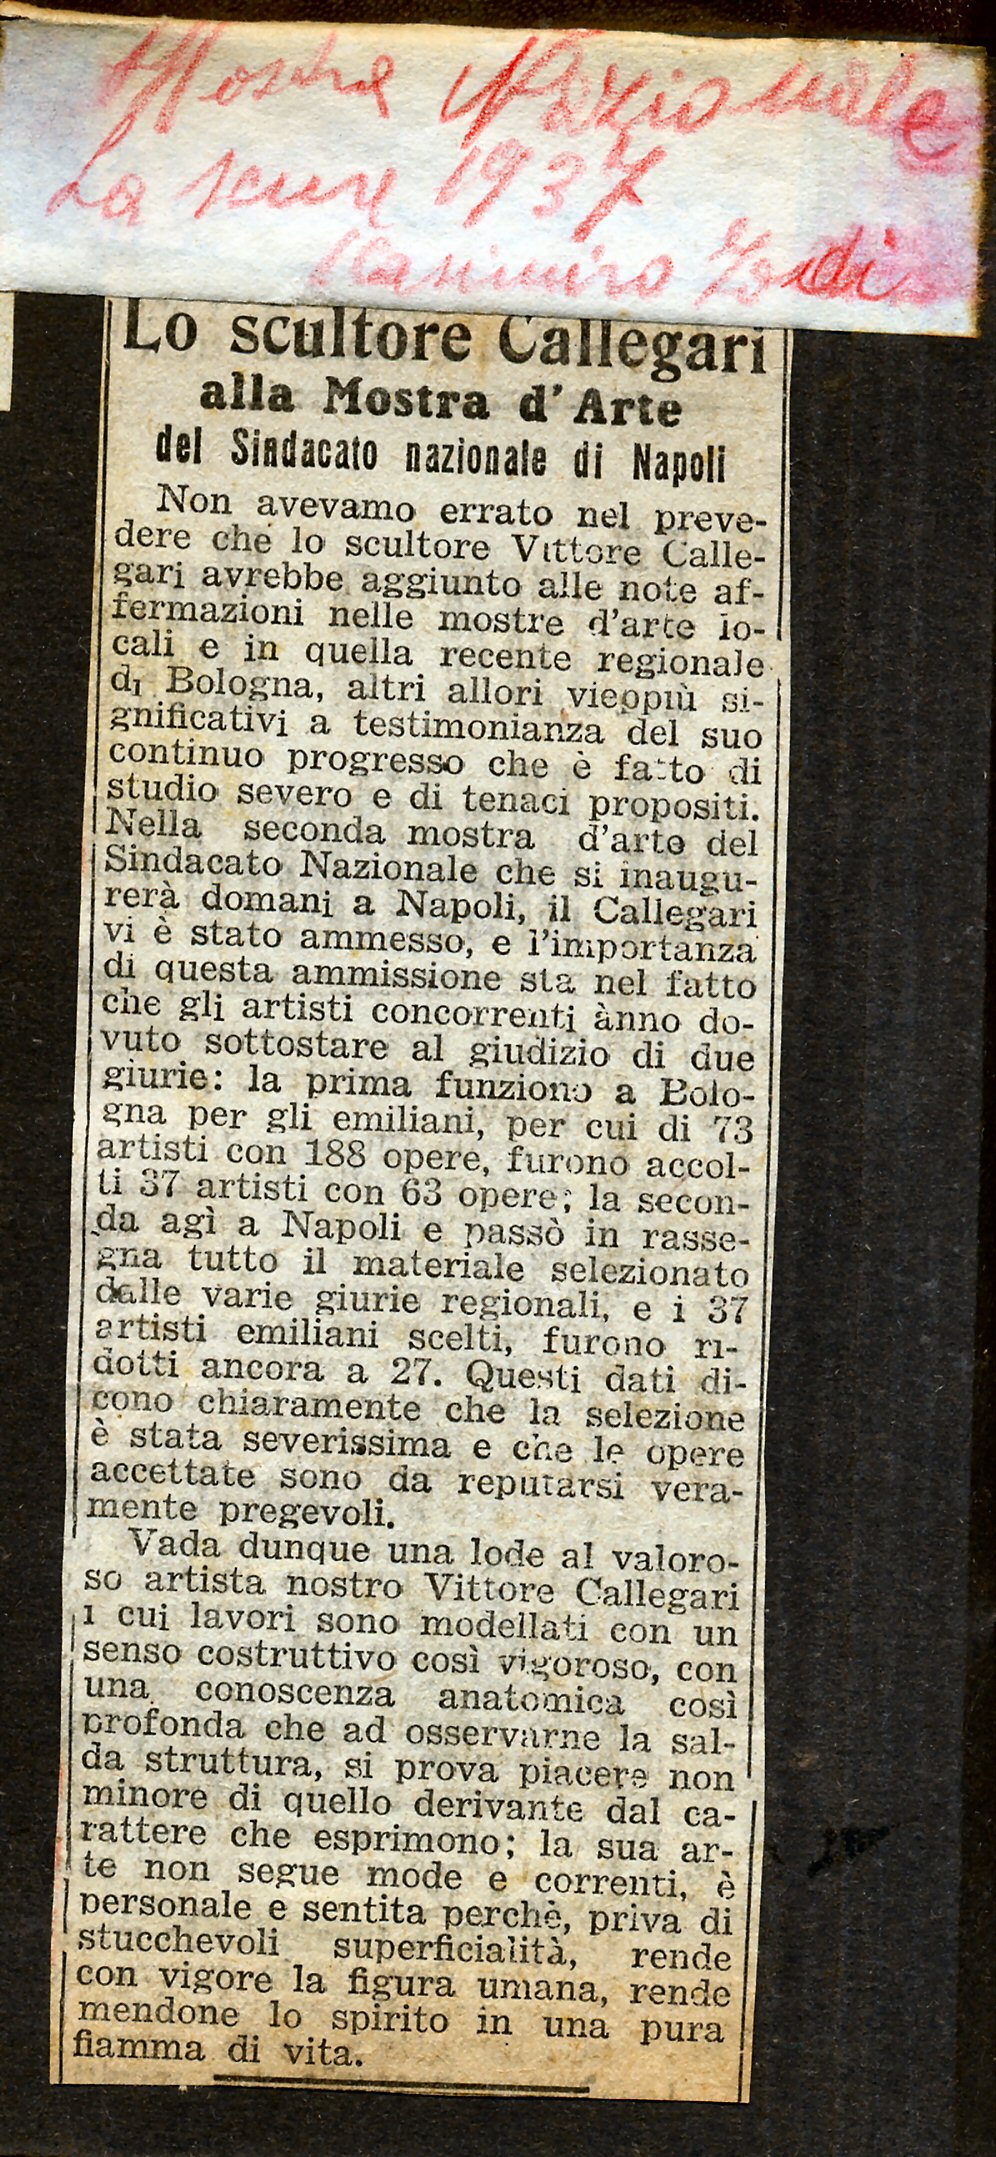 Mostra Nazionale
La scure 1937
Casimiro
Lo scultore Callegari
alla Mostra d'Arte
del Sindacato nazionale di Napoli
Non avevamo errato nel preve-
dere che lo scultore Vittore Calle-
gari avrebbe aggiunto alle note af-
fermazioni nelle mostre d'arte lo-
cali e in quella recente regionale
di Bologna, altri allori vieppiù si-
gnificativi a testimonianza del suo
continuo progresso che è fatto di
studio severo e di tenaci propositi.
Nella seconda mostra d'arte del
Sindacato Nazionale che si inaugu-
rerà domani a Napoli, il Callegari
vi è stato ammesso, e l'importanza
di questa ammissione sta nel fatto
che gli artisti concorrenti ànno do-
vuto sottostare al giudizio di due
giurie: la prima funziono a Bolo-
gna per gli emiliani, per cui di 73
artisti con 188 opere, furono accol-
ti 37 artisti con 63 opere; la secon-
da agì a Napoli e passò in rasse-
gna tutto il materiale selezionato
dalle varie giurie regionali, e i 37
artisti emiliani scelti, furono ri-
dotti ancora a 27. Questi dati di-
cono chiaramente che la selezione
è stata severissima e che le opere
accettate sono da reputarsi vera-
mente pregevoli.
Vada dunque una lode al valoro-
so artista nostro Vittore Callegari
i cui lavori sono modellati con un
senso costruttivo così vigoroso, con
una conoscenza anatomica così
profonda che ad osservarne la sal-
da struttura, si prova piacere non
minore di quello derivante dal ca-
rattere che esprimono; la sua ar-
te non segue mode e correnti, è
personale e sentita perchè, priva di
stucchevoli superficialità, rende
con vigore la figura umana, rende
mendone lo spirito in una pura
fiamma di vita.